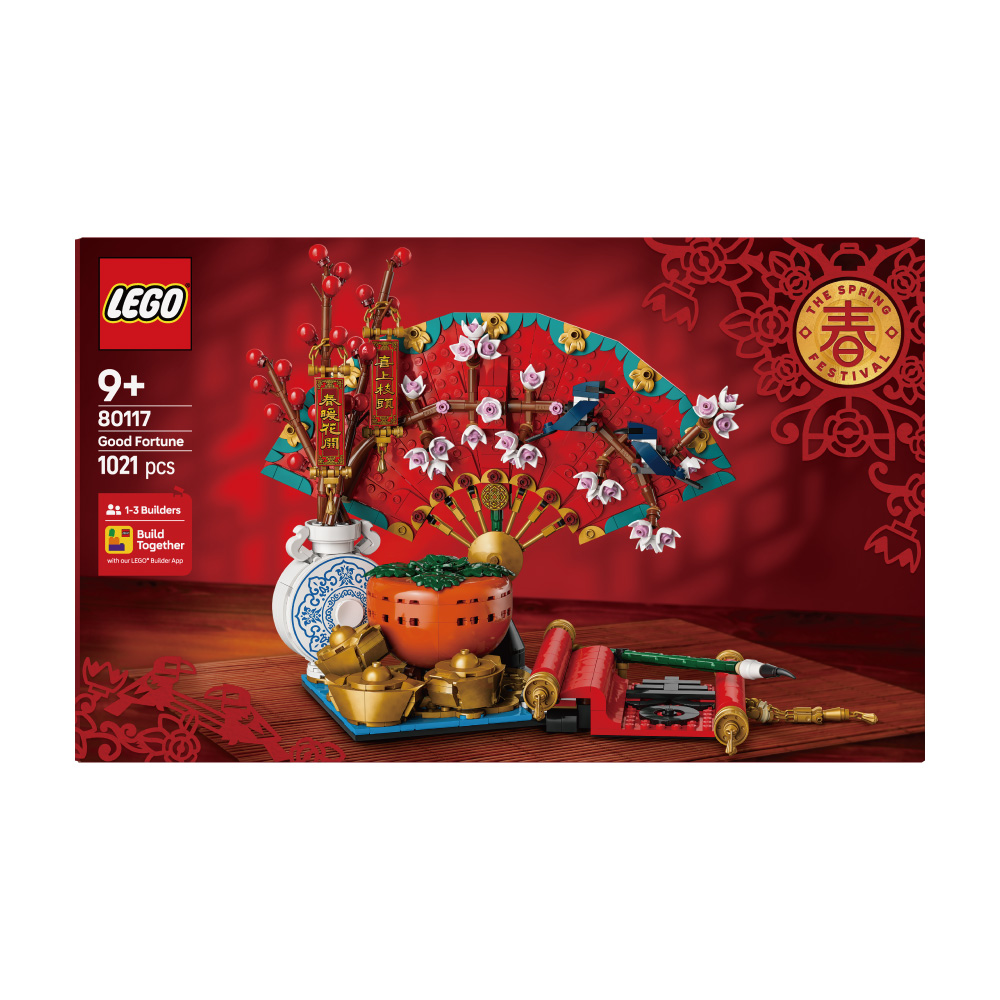 LEGO
9+
80117
Good Fortune
1021 pcs
1-3 Builders
Build
Together
with our LEGO® Builder App
春暖花開
喜上枝頭
THE SPRING
春
FESTIVAL